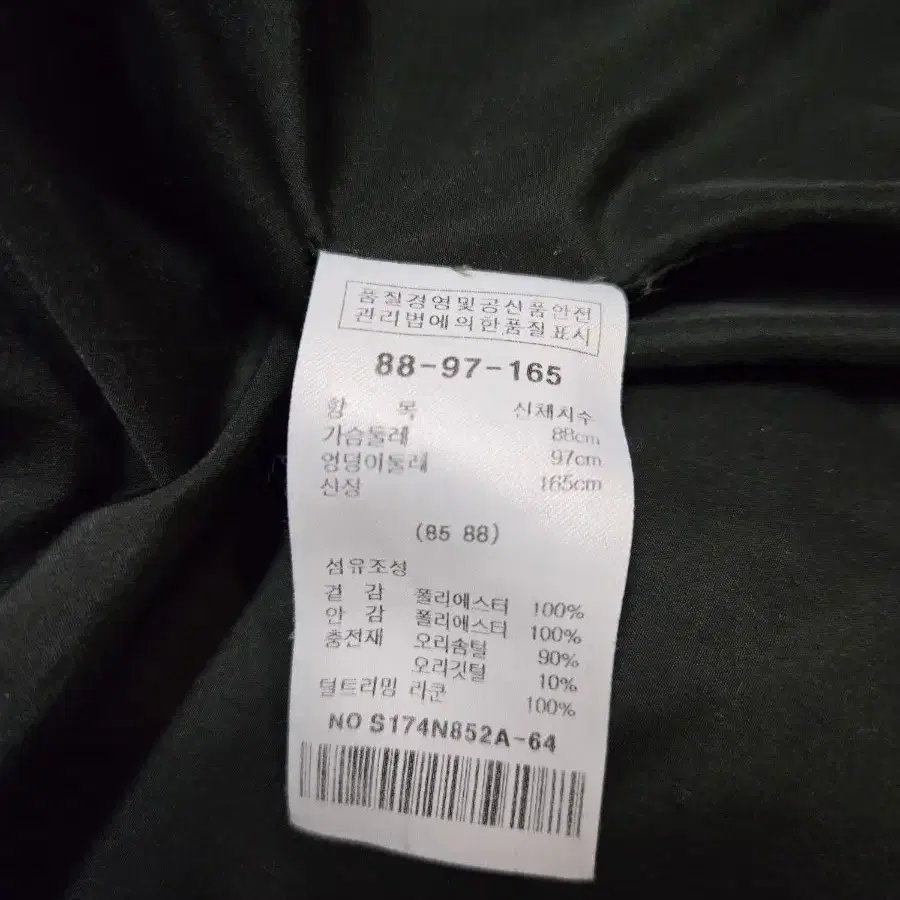 품질경영및공산품안전
관리법에의한품질표시
88-97-165
항 목 신체치수
가슴둘레 88cm
엉덩이둘레 97cm
신장 165cm
(85 88)
섬유조성
겉 감 폴리에스터 100%
안 감 폴리에스터 100%
충전재 오리솜털 90%
오리깃털 10%
털트리밍 라쿤 100%
NO S174N852A-64